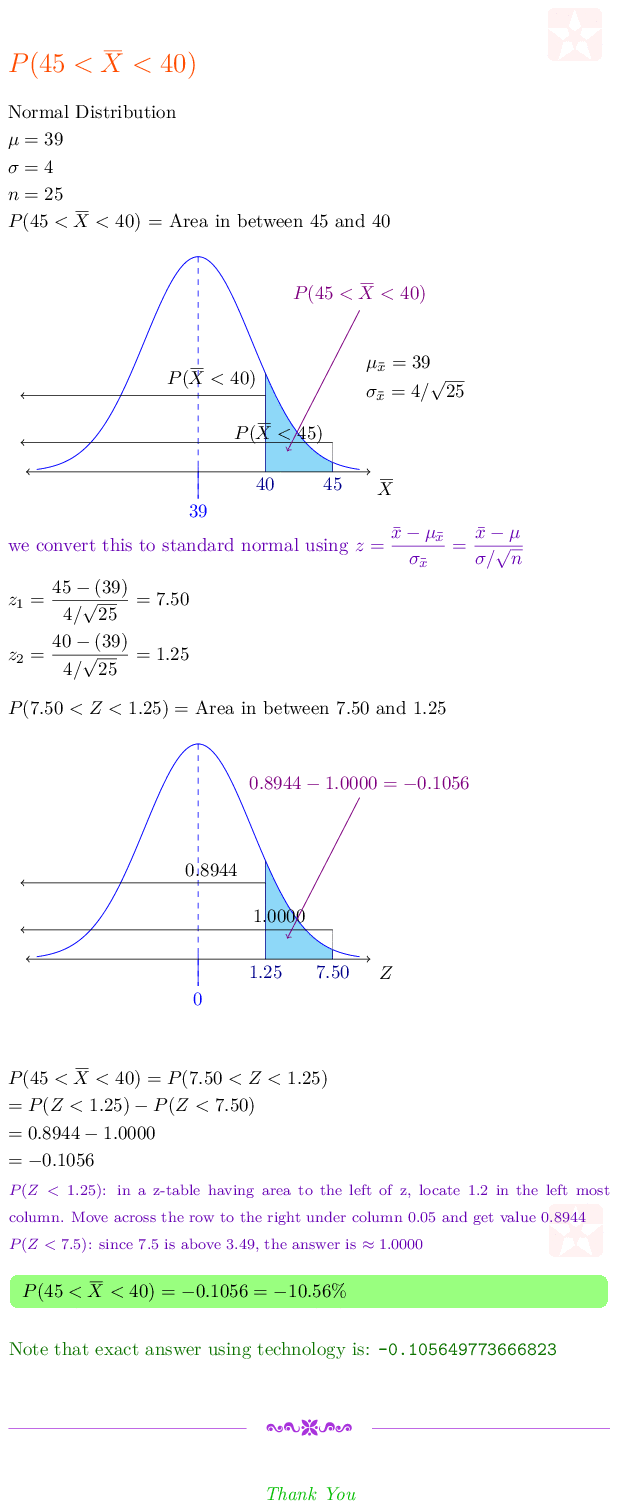 P(45 < X̅ < 40)
Normal Distribution
μ = 39
σ = 4
n = 25
P(45 < X̅ < 40) = Area in between 45 and 40
P(45 < X̅ < 40)
μ_x̄ = 39
σ_x̄ = 4/√25
P(X̅ < 40)
P(X̅ < 45)
40 45 X̅
39
we convert this to standard normal using z = (x̄ − μ_x̄)/σ_x̄ = (x̄ − μ)/(σ/√n)
z₁ = (45 − (39))/(4/√25) = 7.50
z₂ = (40 − (39))/(4/√25) = 1.25
P(7.50 < Z < 1.25) = Area in between 7.50 and 1.25
0.8944 − 1.0000 = −0.1056
0.8944
1.0000
1.25 7.50 Z
0
P(45 < X̅ < 40) = P(7.50 < Z < 1.25)
= P(Z < 1.25) − P(Z < 7.50)
= 0.8944 − 1.0000
= −0.1056
P(Z < 1.25): in a z-table having area to the left of z, locate 1.2 in the left most
column. Move across the row to the right under column 0.05 and get value 0.8944
P(Z < 7.5): since 7.5 is above 3.49, the answer is ≈ 1.0000
P(45 < X̅ < 40) = −0.1056 = −10.56%
Note that exact answer using technology is: -0.105649773666823
Thank You